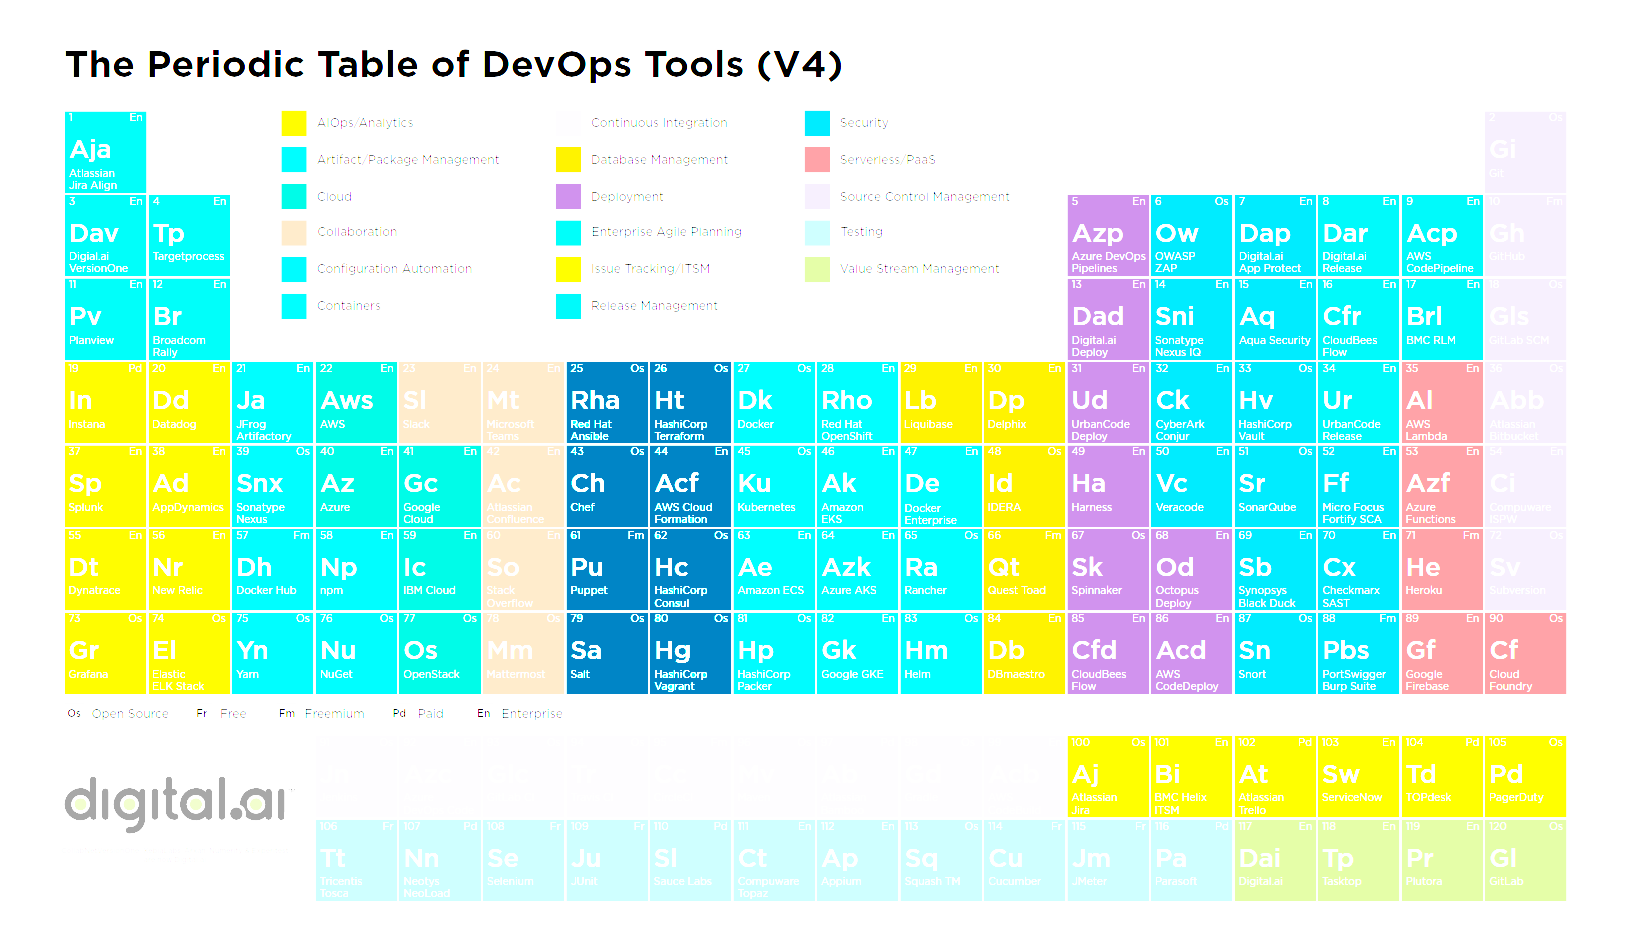 The Periodic Table of DevOps Tools (V4)
AIOps/Analytics
Artifact/Package Management
Cloud
Collaboration
Configuration Automation
Containers
Continuous Integration
Database Management
Deployment
Enterprise Agile Planning
Issue Tracking/ITSM
Release Management
Security
Serverless/PaaS
Source Control Management
Testing
Value Stream Management
1 En
Aja
Atlassian
Jira Align
2 Os
Gi
Git
3 En
Dav
Digial.ai
VersionOne
4 En
Tp
Targetprocess
5 En
Azp
Azure DevOps
Pipelines
6 Os
Ow
OWASP
ZAP
7 En
Dap
Digital.ai
App Protect
8 En
Dar
Digital.ai
Release
9 En
Acp
AWS
CodePipeline
10 Fm
Gh
GitHub
11 En
Pv
Planview
12 En
Br
Broadcom
Rally
13 En
Dad
Digital.ai
Deploy
14 En
Sni
Sonatype
Nexus IQ
15 En
Aq
Aqua Security
16 En
Cfr
CloudBees
Flow
17 En
Brl
BMC RLM
18 Os
Gls
GitLab SCM
19 Pd
In
Instana
20 En
Dd
Datadog
21 En
Ja
JFrog
Artifactory
22 En
Aws
AWS
23 En
Sl
Slack
24 En
Mt
Microsoft
Teams
25 Os
Rha
Red Hat
Ansible
26 Os
Ht
HashiCorp
Terraform
27 Os
Dk
Docker
28 En
Rho
Red Hat
OpenShift
29 En
Lb
Liquibase
30 En
Dp
Delphix
31 En
Ud
UrbanCode
Deploy
32 En
Ck
CyberArk
Conjur
33 Os
Hv
HashiCorp
Vault
34 En
Ur
UrbanCode
Release
35 En
Al
AWS
Lambda
36 Os
Abb
Atlassian
Bitbucket
37 En
Sp
Splunk
38 En
Ad
AppDynamics
39 Os
Snx
Sonatype
Nexus
40 En
Az
Azure
41 En
Gc
Google
Cloud
42 En
Ac
Atlassian
Confluence
43 Os
Ch
Chef
44 En
Acf
AWS Cloud
Formation
45 Os
Ku
Kubernetes
46 En
Ak
Amazon
EKS
47 En
De
Docker
Enterprise
48 Os
Id
IDERA
49 En
Ha
Harness
50 En
Vc
Veracode
51 Os
Sr
SonarQube
52 En
Ff
Micro Focus
Fortify SCA
53 En
Azf
Azure
Functions
54 En
Ci
Compuware
ISPW
55 En
Dt
Dynatrace
56 En
Nr
New Relic
57 Fm
Dh
Docker Hub
58 En
Np
npm
59 En
Ic
IBM Cloud
60 En
So
Stack
Overflow
61 Fm
Pu
Puppet
62 Os
Hc
HashiCorp
Consul
63 En
Ae
Amazon ECS
64 En
Azk
Azure AKS
65 Os
Ra
Rancher
66 Fm
Qt
Quest Toad
67 Os
Sk
Spinnaker
68 En
Od
Octopus
Deploy
69 En
Sb
Synopsys
Black Duck
70 En
Cx
Checkmarx
SAST
71 Fm
He
Heroku
72 Os
Sv
Subversion
73 Os
Gr
Grafana
74 Os
El
Elastic
ELK Stack
75 Os
Yn
Yarn
76 Os
Nu
NuGet
77 Os
Os
OpenStack
78 Os
Mm
Mattermost
79 Os
Sa
Salt
80 Os
Hg
HashiCorp
Vagrant
81 Os
Hp
HashiCorp
Packer
82 En
Gk
Google GKE
83 Os
Hm
Helm
84 En
Db
DBmaestro
85 En
Cfd
CloudBees
Flow
86 En
Acd
AWS
CodeDeploy
87 Os
Sn
Snort
88 Fm
Pbs
PortSwigger
Burp Suite
89 En
Gf
Google
Firebase
90 Os
Cf
Cloud
Foundry
Os Open Source Fr Free Fm Freemium Pd Paid En Enterprise
digital.ai
100 Os
Aj
Atlassian
Jira
101 En
Bi
BMC Helix
ITSM
102 Pd
At
Atlassian
Trello
103 En
Sw
ServiceNow
104 Pd
Td
TOPdesk
105 Os
Pd
PagerDuty
106 Fr
Tt
Tricentis
Tosca
107 Pd
Nn
Neotys
NeoLoad
108 Fr
Se
Selenium
109 Fr
Ju
JUnit
110 Pd
Sl
Sauce Labs
111 En
Ct
Compuware
Topaz
112 En
Ap
Appium
113 Os
Sq
Squash TM
114 Fr
Cu
Cucumber
115 Fr
Jm
JMeter
116 Pd
Pa
Parasoft
117 En
Dai
Digital.ai
118 En
Tp
Tasktop
119 En
Pr
Plutora
120 Os
Gl
GitLab